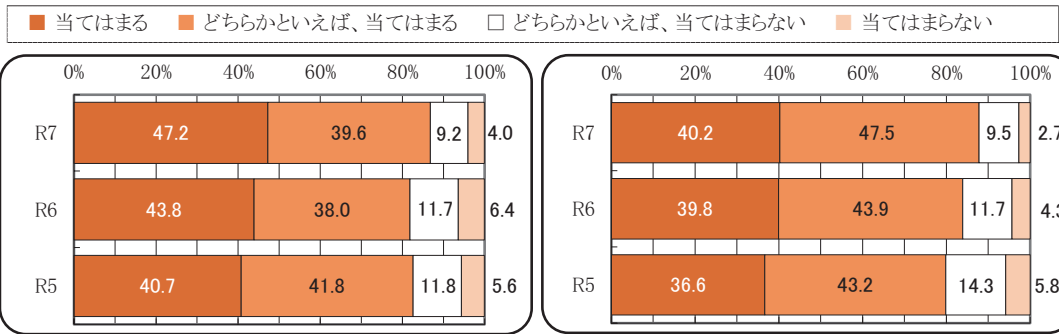 ■ 当てはまる ■ どちらかといえば、当てはまる □ どちらかといえば、当てはまらない ■ 当てはまらない
0% 20% 40% 60% 80% 100%
R7 47.2 39.6 9.2 4.0
R6 43.8 38.0 11.7 6.4
R5 40.7 41.8 11.8 5.6
0% 20% 40% 60% 80% 100%
R7 40.2 47.5 9.5 2.7
R6 39.8 43.9 11.7 4.3
R5 36.6 43.2 14.3 5.8